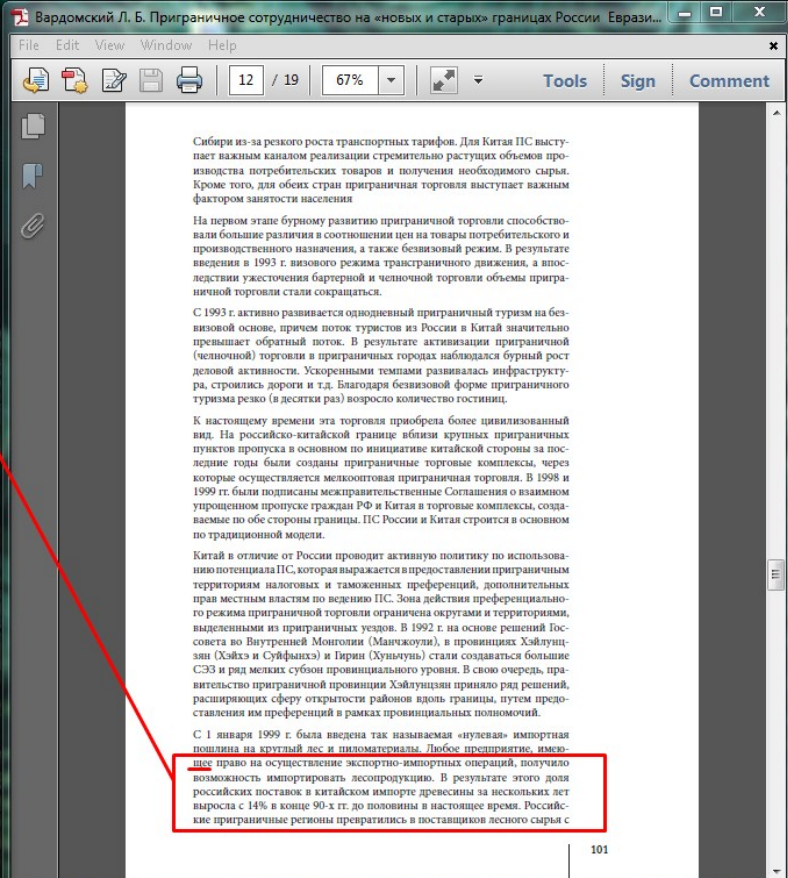 Вардомский Л. Б. Приграничное сотрудничество на «новых и старых» границах России Еврази...
File Edit View Window Help
12 / 19 67% Tools Sign Comment
Сибири из-за резкого роста транспортных тарифов. Для Китая ПС высту-
пает важным каналом реализации стремительно растущих объемов про-
изводства потребительских товаров и получения необходимого сырья.
Кроме того, для обеих стран приграничная торговля выступает важным
фактором занятости населения
На первом этапе бурному развитию приграничной торговли способство-
вали большие различия в соотношении цен на товары потребительского и
производственного назначения, а также безвизовый режим. В результате
введения в 1993 г. визового режима трансграничного движения, а впос-
ледствии ужесточения бартерной и челночной торговли объемы пригра-
ничной торговли стали сокращаться.
С 1993 г. активно развивается однодневный приграничный туризм на без-
визовой основе, причем поток туристов из России в Китай значительно
превышает обратный поток. В результате активизации приграничной
(челночной) торговли в приграничных городах наблюдался бурный рост
деловой активности. Ускоренными темпами развивалась инфраструкту-
ра, строились дороги и т.д. Благодаря безвизовой форме приграничного
туризма резко (в десятки раз) возросло количество гостиниц.
К настоящему времени эта торговля приобрела более цивилизованный
вид. На российско-китайской границе вблизи крупных приграничных
пунктов пропуска в основном по инициативе китайской стороны за пос-
ледние годы были созданы приграничные торговые комплексы, через
которые осуществляется мелкооптовая приграничная торговля. В 1998 и
1999 гг. были подписаны межправительственные Соглашения о взаимном
упрощенном пропуске граждан РФ и Китая в торговые комплексы, созда-
ваемые по обе стороны границы. ПС России и Китая строится в основном
по традиционной модели.
Китай в отличие от России проводит активную политику по использова-
нию потенциала ПС, которая выражается в предоставлении приграничным
территориям налоговых и таможенных преференций, дополнительных
прав местным властям по ведению ПС. Зона действия преференциально-
го режима приграничной торговли ограничена округами и территориями,
выделенными из приграничных уездов. В 1992 г. на основе решений Гос-
совета во Внутренней Монголии (Манчжоули), в провинциях Хэйлунц-
зян (Хэйхэ и Суйфынхэ) и Гирин (Хуньчунь) стали создаваться большие
СЭЗ и ряд мелких субзон провинциального уровня. В свою очередь, пра-
вительство приграничной провинции Хэйлунцзян приняло ряд решений,
расширяющих сферу открытости районов вдоль границы, путем предо-
ставления им преференций в рамках провинциальных полномочий.
С 1 января 1999 г. была введена так называемая «нулевая» импортная
пошлина на круглый лес и пиломатериалы. Любое предприятие, имею-
щее право на осуществление экспортно-импортных операций, получило
возможность импортировать лесопродукцию. В результате этого доля
российских поставок в китайском импорте древесины за нескольких лет
выросла с 14% в конце 90-х гг. до половины в настоящее время. Российс-
кие приграничные регионы превратились в поставщиков лесного сырья с
101